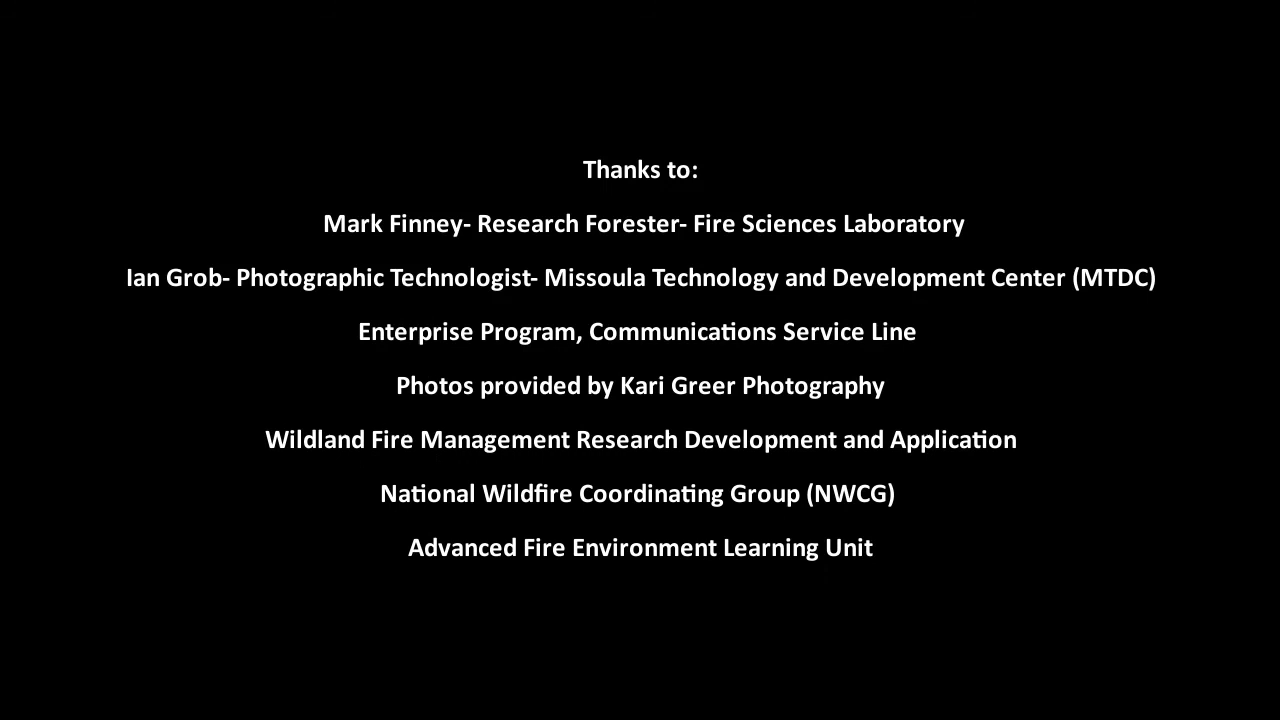 Thanks to:
Mark Finney- Research Forester- Fire Sciences Laboratory
Ian Grob- Photographic Technologist- Missoula Technology and Development Center (MTDC)
Enterprise Program, Communications Service Line
Photos provided by Kari Greer Photography
Wildland Fire Management Research Development and Application
National Wildfire Coordinating Group (NWCG)
Advanced Fire Environment Learning Unit